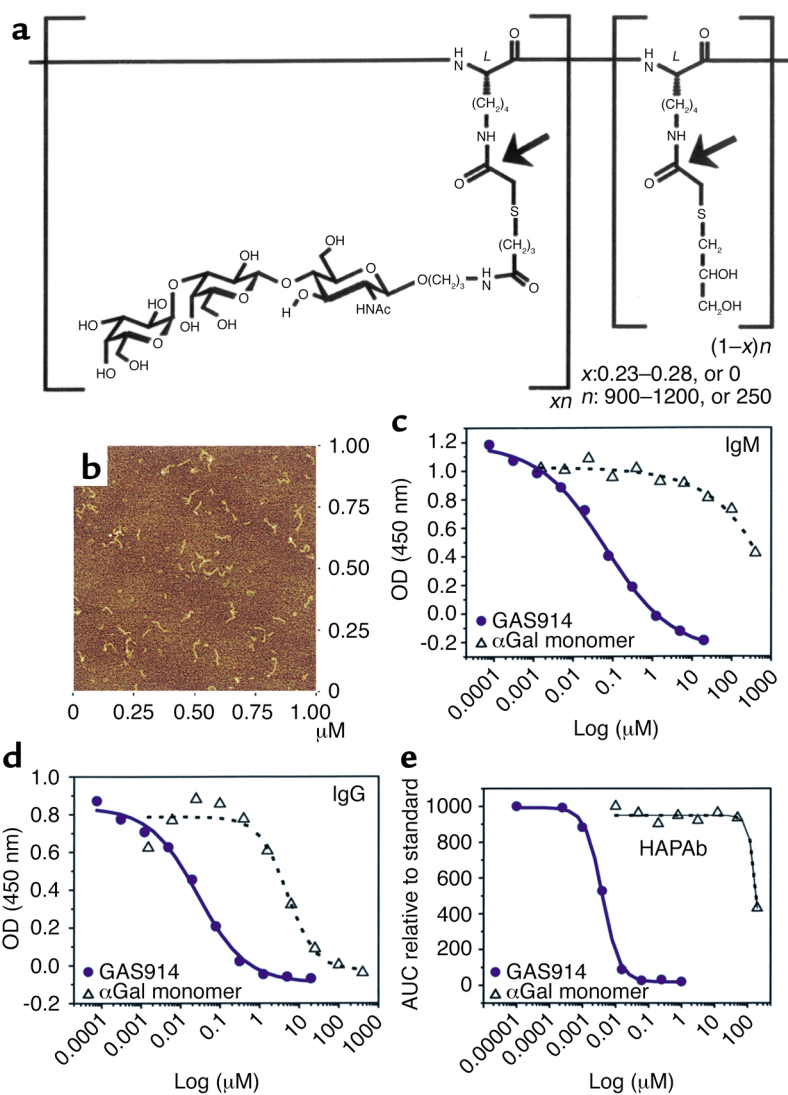 a
H
N
L
O
(CH2)4
NH
O
S
(CH2)3
O(CH2)3
H
N
O
OH
OH
O
O
O
O
HO
HO
OH
OH
O
O
H
HNAc
HO
OH
O
xn
H
N
L
O
(CH2)4
NH
O
S
CH2
CHOH
CH2OH
(1–x)n
x:0.23–0.28, or 0
n: 900–1200, or 250
b
1.00
0.75
0.50
0.25
0
0 0.25 0.50 0.75 1.00
μM
c
IgM
OD (450 nm)
1.2
1.0
0.8
0.6
0.4
0.2
0.0
-0.2
GAS914
αGal monomer
0.0001 0.001 0.01 0.1 1 10 100 1000
Log (μM)
d
IgG
OD (450 nm)
1.0
0.8
0.6
0.4
0.2
0.0
-0.2
GAS914
αGal monomer
0.0001 0.001 0.01 0.1 1 10 100 1000
Log (μM)
e
AUC relative to standard
1000
800
600
400
200
0
HAPAb
GAS914
αGal monomer
0.00001 0.0001 0.001 0.01 0.1 1 10 100
Log (μM)